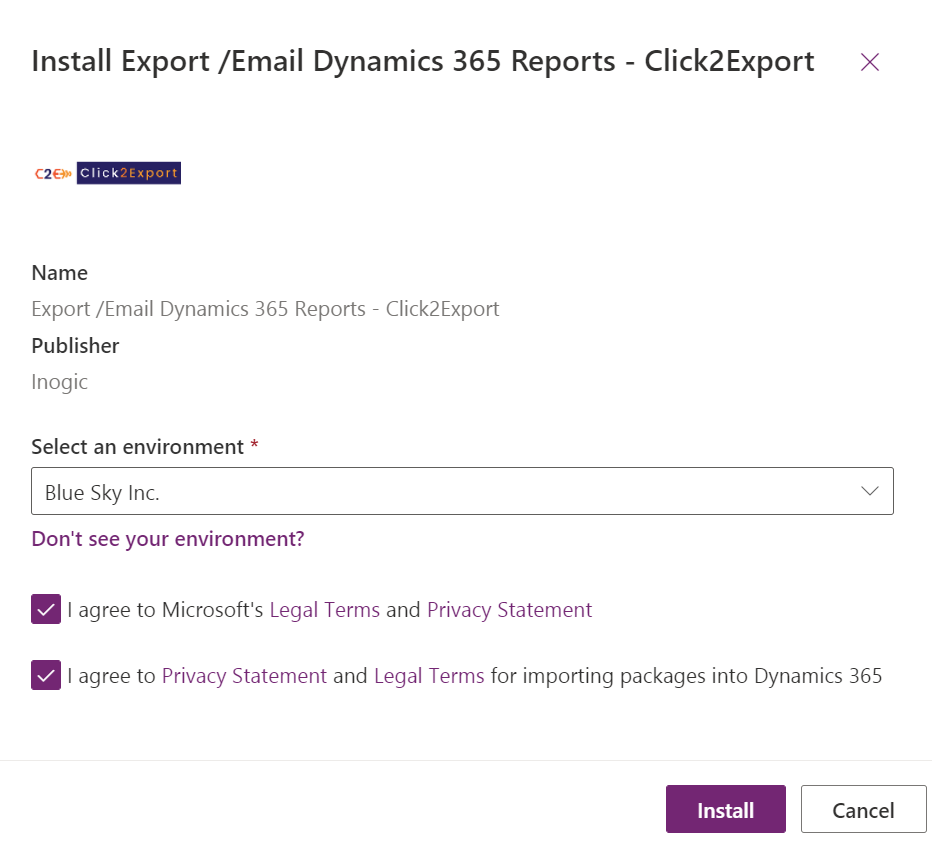 Install Export /Email Dynamics 365 Reports - Click2Export
C2E Click2Export
Name
Export /Email Dynamics 365 Reports - Click2Export
Publisher
Inogic
Select an environment *
Blue Sky Inc.
Don't see your environment?
I agree to Microsoft's Legal Terms and Privacy Statement
I agree to Privacy Statement and Legal Terms for importing packages into Dynamics 365
Install Cancel